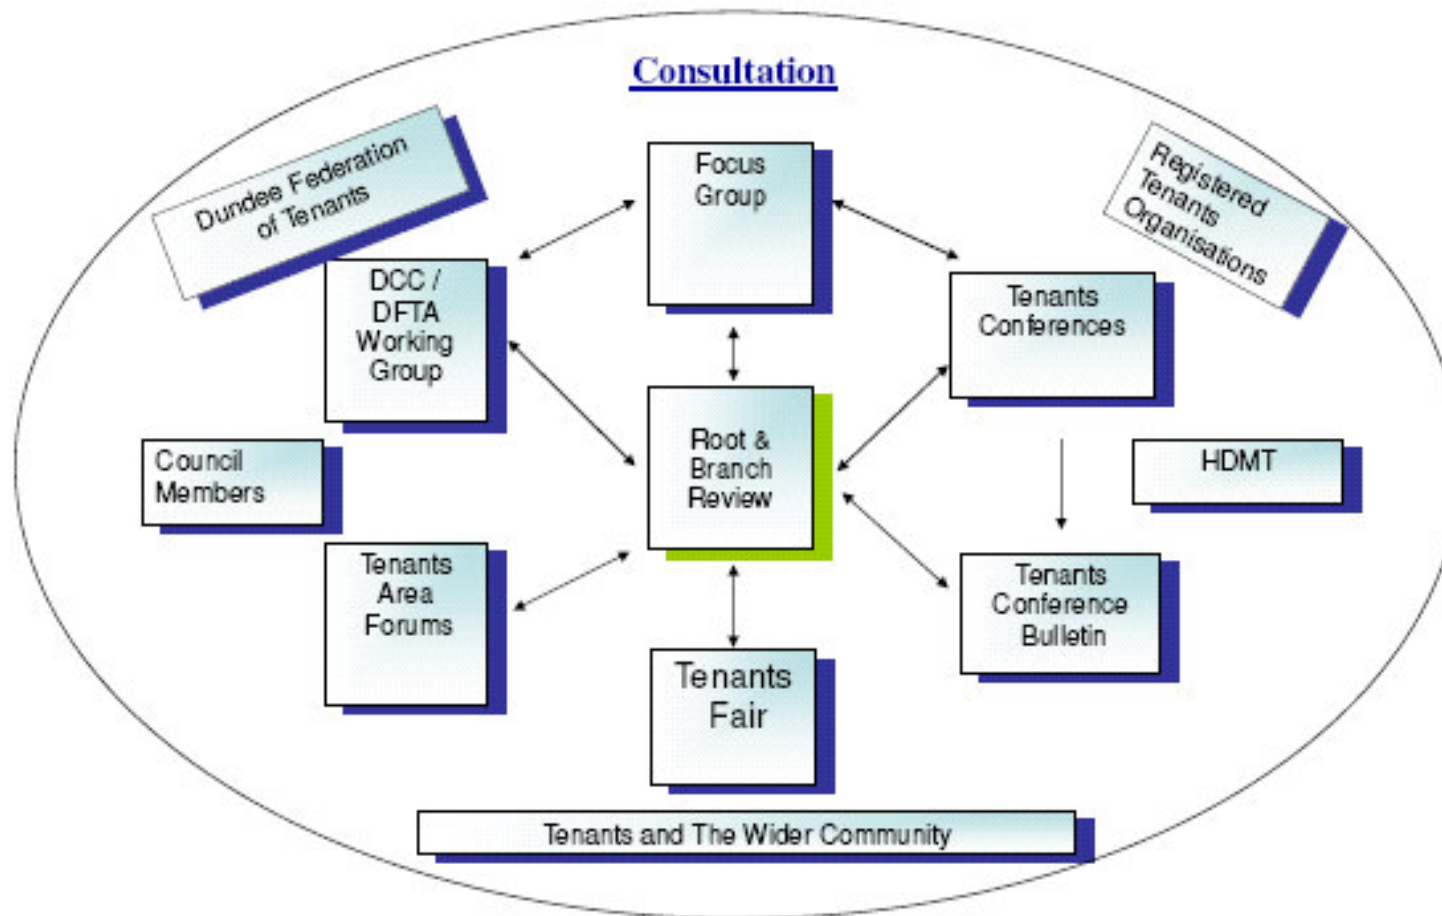 Consultation
Dundee Federation
of Tenants
Focus
Group
Registered
Tenants
Organisations
DCC /
DFTA
Working
Group
Tenants
Conferences
Root &
Branch
Review
Council
Members
HDMT
Tenants
Area
Forums
Tenants
Conference
Bulletin
Tenants
Fair
Tenants and The Wider Community